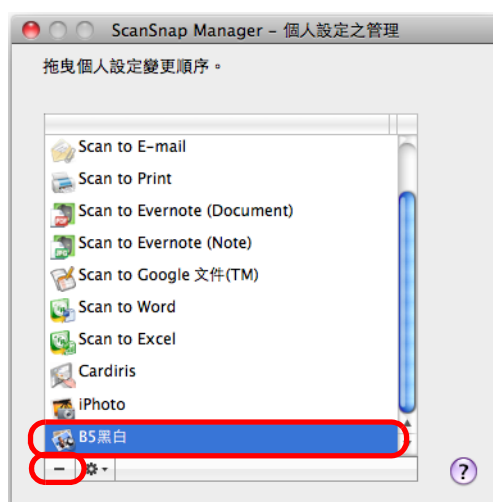 ScanSnap Manager – 個人設定之管理
拖曳個人設定變更順序。
Scan to E-mail
Scan to Print
Scan to Evernote (Document)
Scan to Evernote (Note)
Scan to Google 文件(TM)
Scan to Word
Scan to Excel
Cardiris
iPhoto
B5黑白
?